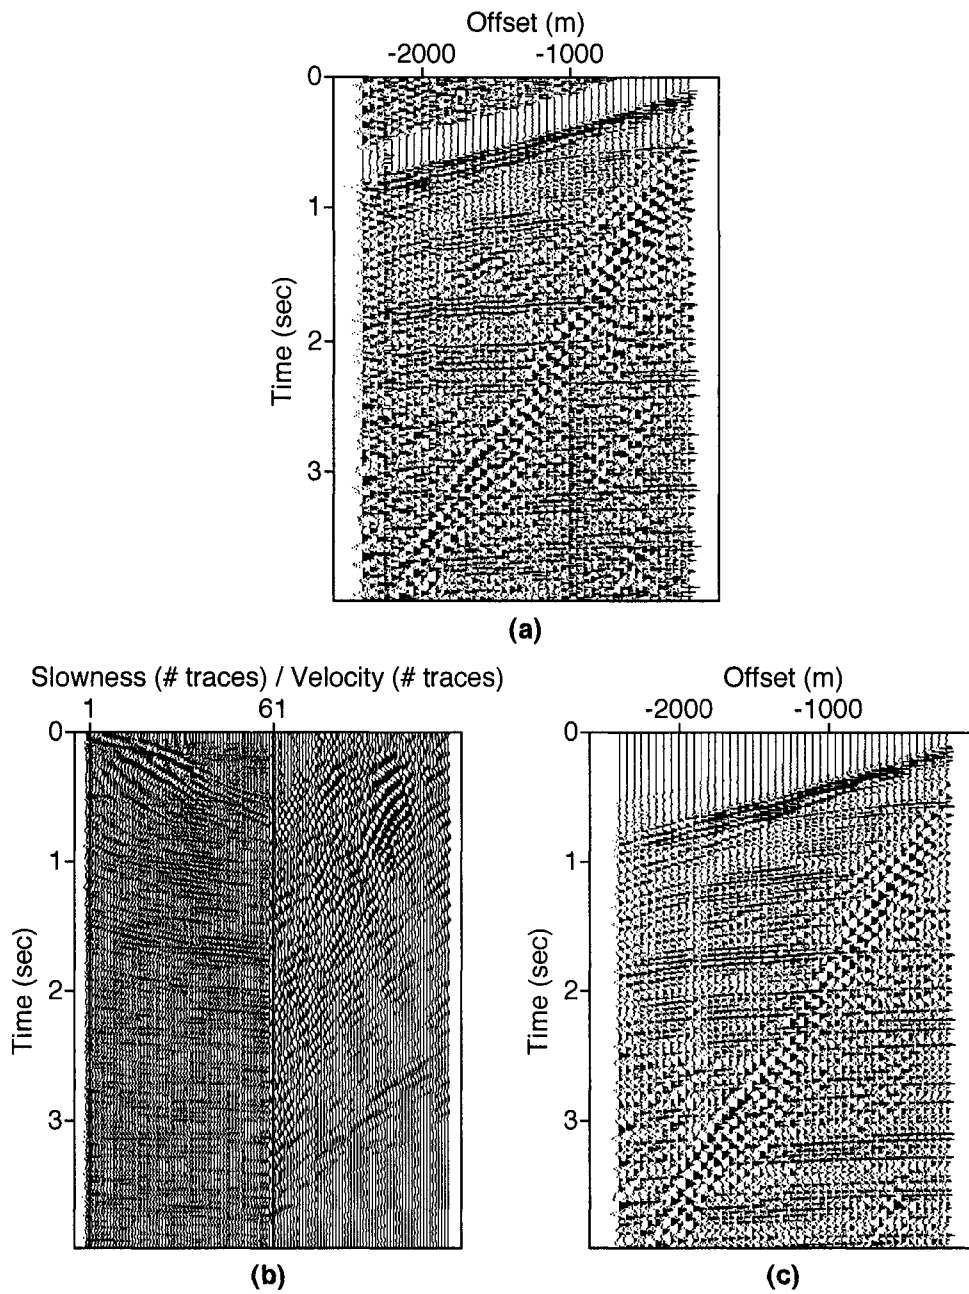 Offset (m)
-2000 -1000
0
1
2
3
Time (sec)
(a)
Slowness (# traces) / Velocity (# traces)
1 61
0
1
2
3
Time (sec)
(b)
Offset (m)
-2000 -1000
0
1
2
3
Time (sec)
(c)